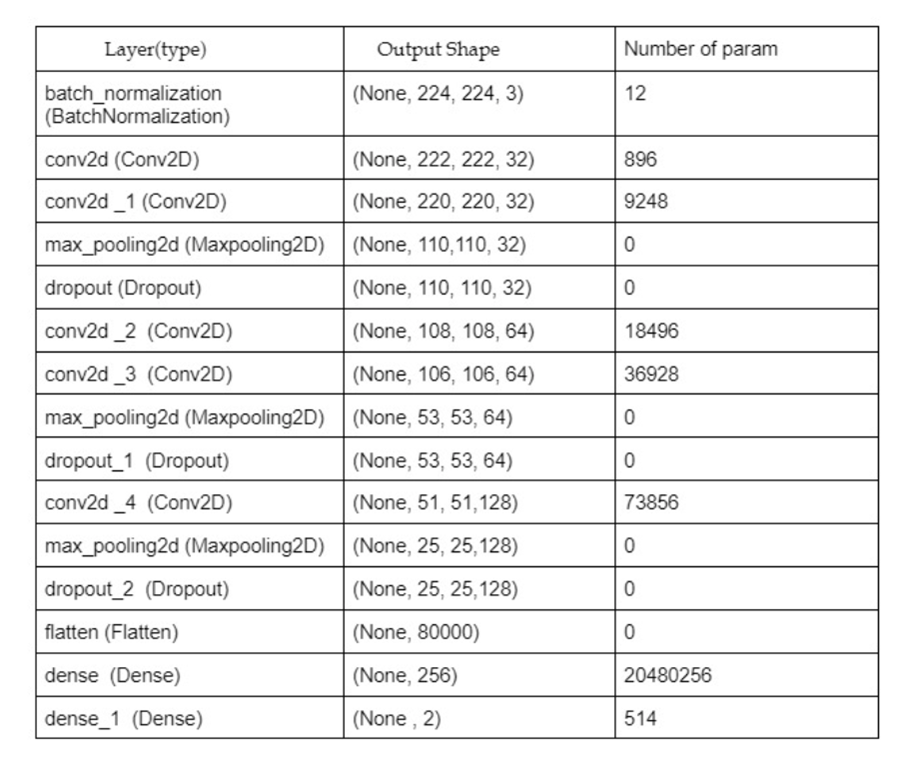 Layer(type) Output Shape Number of param
batch_normalization (None, 224, 224, 3) 12
(BatchNormalization)
conv2d (Conv2D) (None, 222, 222, 32) 896
conv2d _1 (Conv2D) (None, 220, 220, 32) 9248
max_pooling2d (Maxpooling2D) (None, 110,110, 32) 0
dropout (Dropout) (None, 110, 110, 32) 0
conv2d _2 (Conv2D) (None, 108, 108, 64) 18496
conv2d _3 (Conv2D) (None, 106, 106, 64) 36928
max_pooling2d (Maxpooling2D) (None, 53, 53, 64) 0
dropout_1 (Dropout) (None, 53, 53, 64) 0
conv2d _4 (Conv2D) (None, 51, 51,128) 73856
max_pooling2d (Maxpooling2D) (None, 25, 25,128) 0
dropout_2 (Dropout) (None, 25, 25,128) 0
flatten (Flatten) (None, 80000) 0
dense (Dense) (None, 256) 20480256
dense_1 (Dense) (None , 2) 514